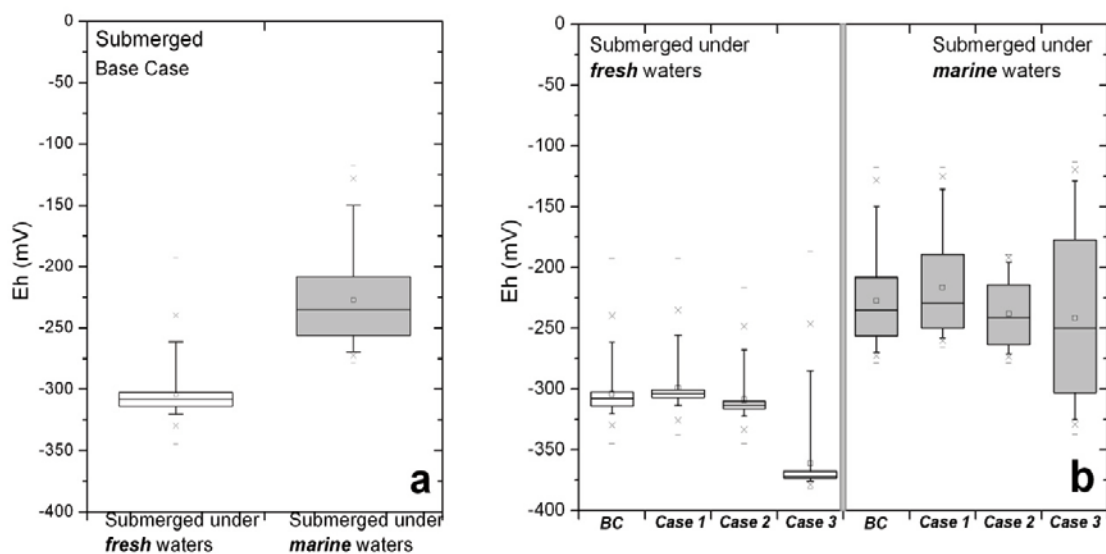 Submerged
Base Case
Eh (mV)
-0
-50
-100
-150
-200
-250
-300
-350
-400
a
Submerged under
fresh waters
Submerged under
marine waters
Submerged under
fresh waters
Submerged under
marine waters
Eh (mV)
-0
-50
-100
-150
-200
-250
-300
-350
-400
b
BC Case 1 Case 2 Case 3 BC Case 1 Case 2 Case 3